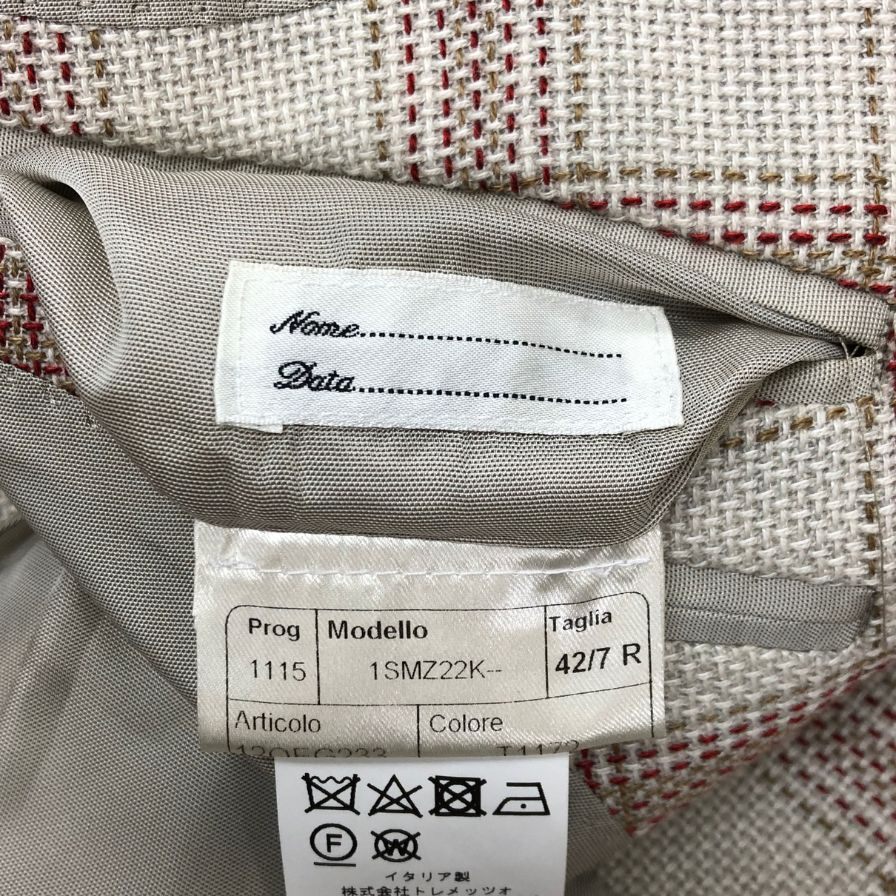 Nome
Data
Prog Modello Taglia
1115 1SMZ22K-- 42/7 R
Articolo Colore
F
W
イタリア製
株式会社トレメッツォ